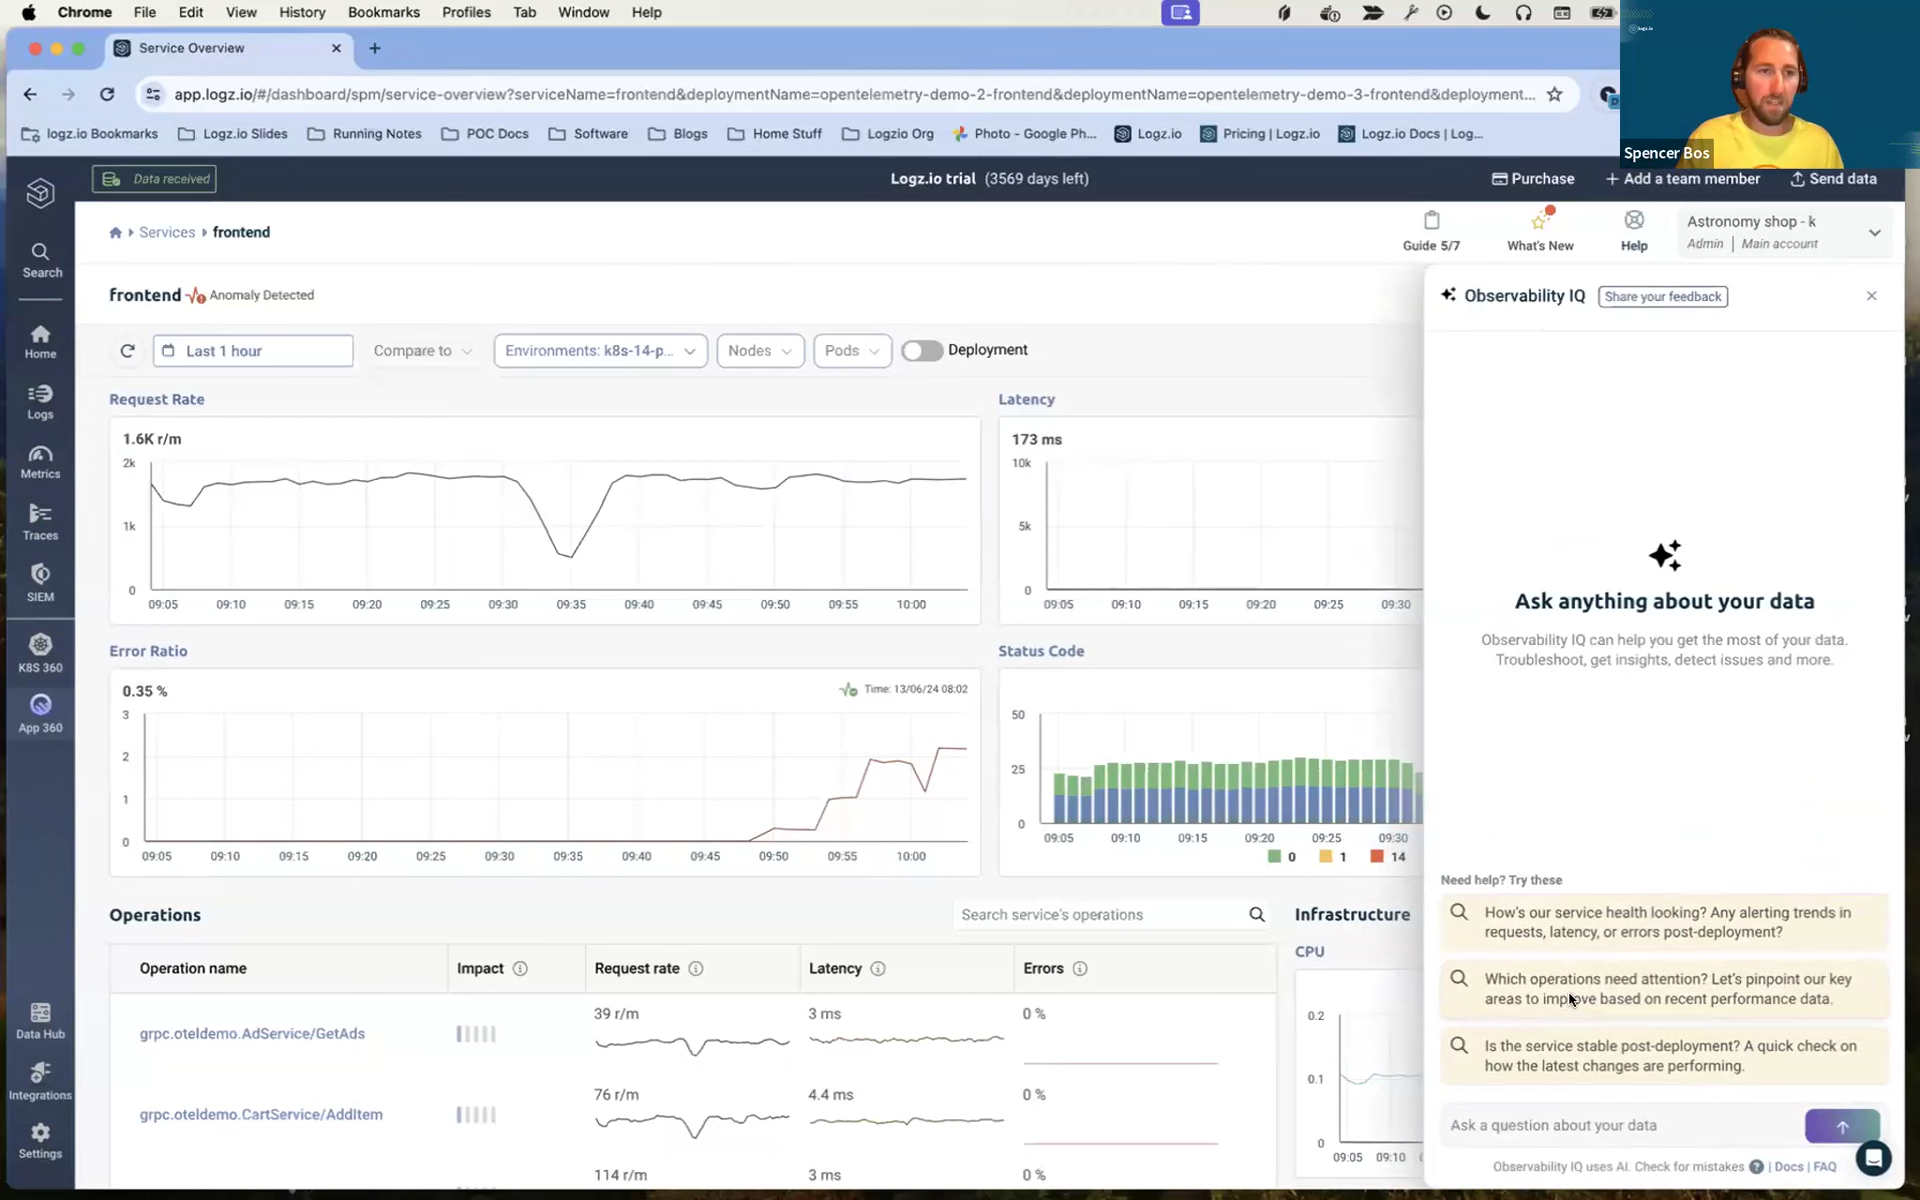 Chrome File Edit View History Bookmarks Profiles Tab Window Help
logz.io
Spencer Bos
Service Overview
app.logz.io/#/dashboard/spm/service-overview?serviceName=frontend&deploymentName=opentelemetry-demo-2-frontend&deploymentName=opentelemetry-demo-3-frontend&deployment...
logz.io Bookmarks Logz.io Slides Running Notes POC Docs Software Blogs Home Stuff Logzio Org Photo - Google Ph... Logz.io Pricing | Logz.io Logz.io Docs | Log...
Data received
Logz.io trial (3569 days left)
Purchase + Add a team member Send data
Search
Home
Logs
Metrics
Traces
SIEM
K8S 360
App 360
Data Hub
Integrations
Settings
Services frontend
Guide 5/7 What's New Help
Astronomy shop - k
Admin | Main account
frontend Anomaly Detected
Last 1 hour Compare to Environments: k8s-14-p... Nodes Pods Deployment
Request Rate
1.6K r/m
2k
1k
0
09:05 09:10 09:15 09:20 09:25 09:30 09:35 09:40 09:45 09:50 09:55 10:00
Latency
173 ms
10k
5k
0
09:05 09:10 09:15 09:20 09:25 09:30
Error Ratio
0.35 %
Time: 13/06/24 08:02
3
2
1
0
09:05 09:10 09:15 09:20 09:25 09:30 09:35 09:40 09:45 09:50 09:55 10:00
Status Code
50
25
0
09:05 09:10 09:15 09:20 09:25 09:30
0 1 14
Operations
Search service's operations
Operation name Impact Request rate Latency Errors
grpc.oteldemo.AdService/GetAds 39 r/m 3 ms 0 %
grpc.oteldemo.CartService/AddItem 76 r/m 4.4 ms 0 %
114 r/m 3 ms 0 %
Infrastructure
CPU
0.2
0.1
0
09:05 09:10
Observability IQ Share your feedback
Ask anything about your data
Observability IQ can help you get the most of your data.
Troubleshoot, get insights, detect issues and more.
Need help? Try these
How's our service health looking? Any alerting trends in
requests, latency, or errors post-deployment?
Which operations need attention? Let's pinpoint our key
areas to improve based on recent performance data.
Is the service stable post-deployment? A quick check on
how the latest changes are performing.
Ask a question about your data
Observability IQ uses AI. Check for mistakes ? | Docs | FAQ